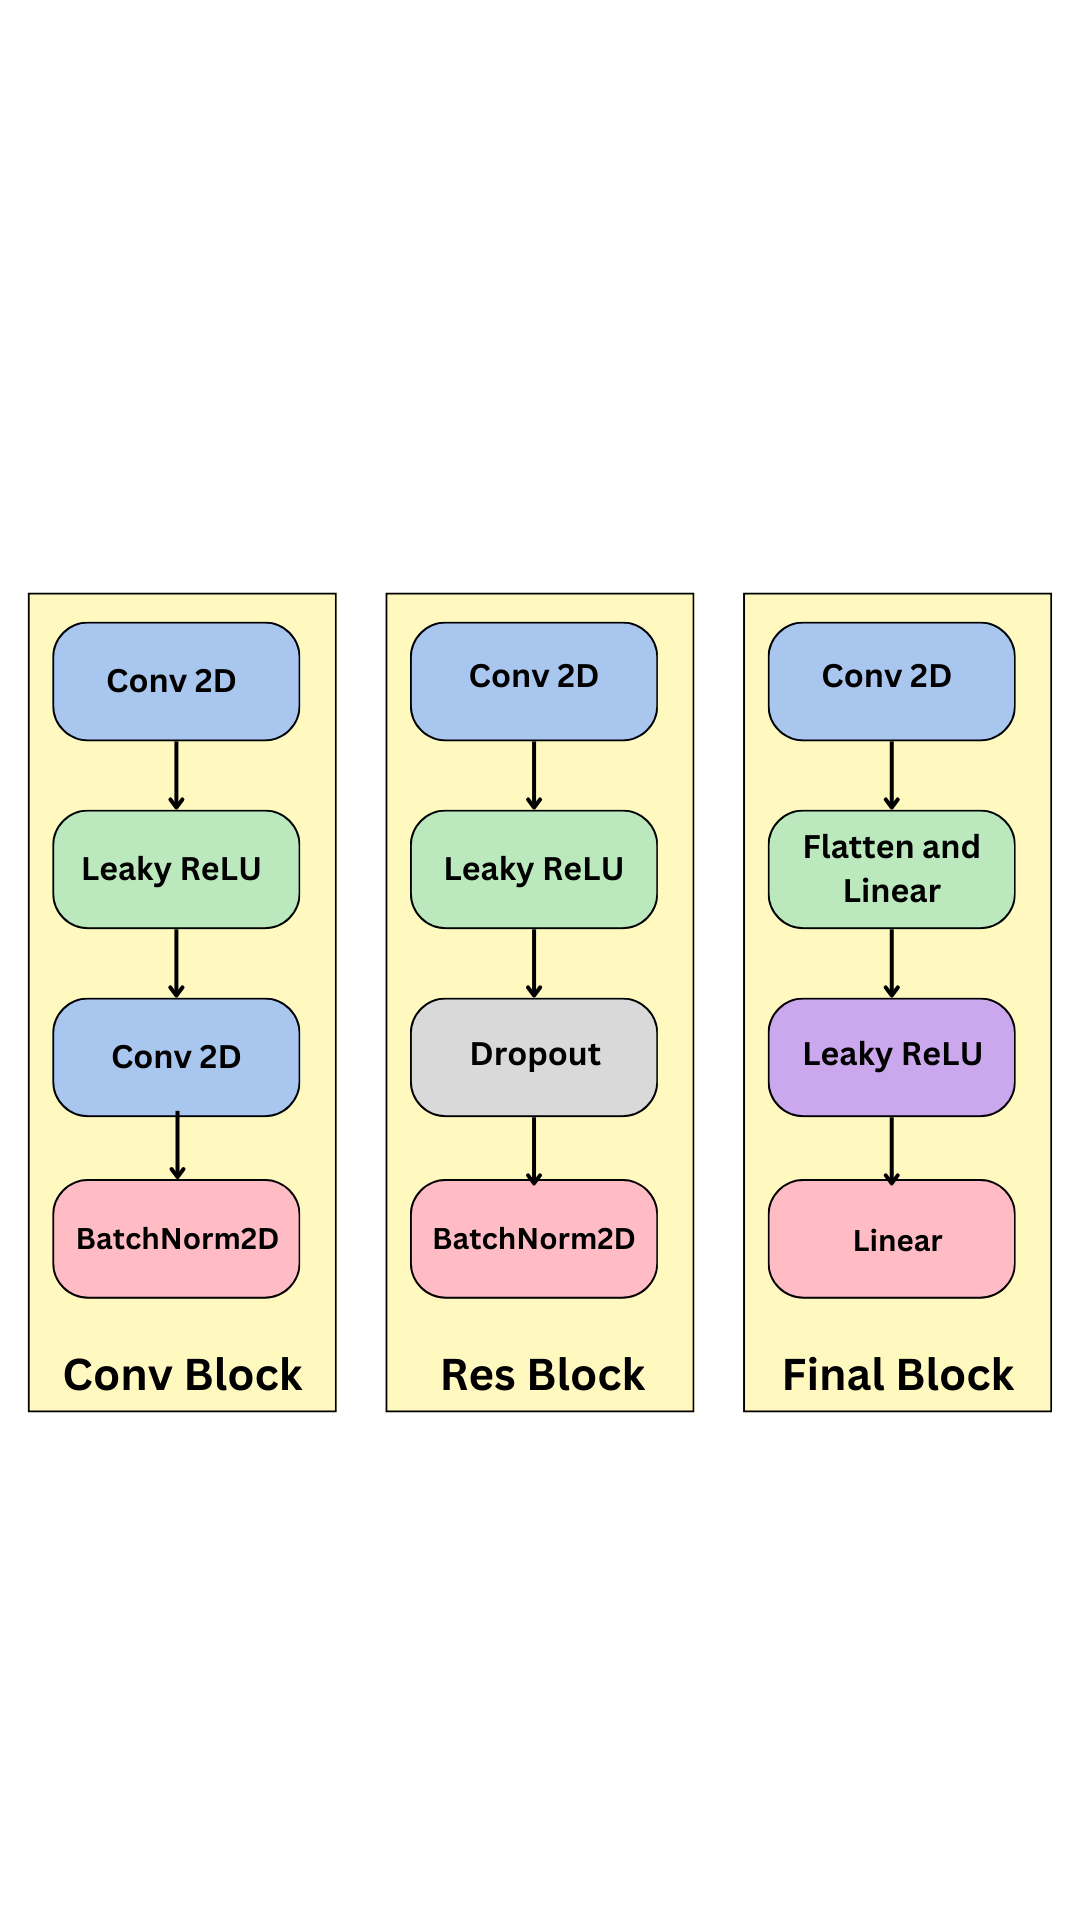 Conv 2D
Leaky ReLU
Conv 2D
BatchNorm2D
Conv Block
Conv 2D
Leaky ReLU
Dropout
BatchNorm2D
Res Block
Conv 2D
Flatten and
Linear
Leaky ReLU
Linear
Final Block